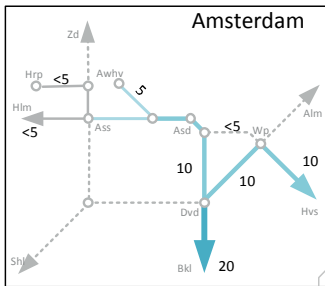 Amsterdam
Zd
Hrp
<5
Awhv
5
Alm
Hlm
<5
Ass
Asd
<5
Wp
10
10
10
Hvs
Dvd
Shl
Bkl
20